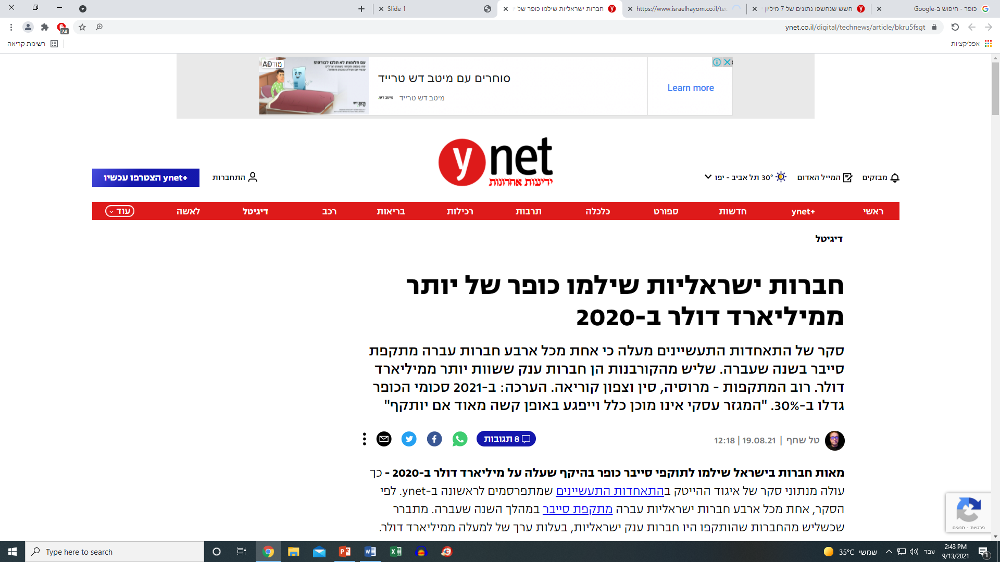 כופר - חיפוש ב-Google
חשש שנחשפו נתונים של 7 מיליון
https://www.israelhayom.co.il/tec
חברות ישראליות שילמו כופר של י
Slide 1
ynet.co.il/digital/technews/article/bkru5fsgt
24
אפליקציות
רשימת קריאה
AD
עם חלומות לא תלכו לבורסה!
סוחרים עם מיטב דש טרייד
מיטב דש.
מיטב דש טרייד
Learn more
ynet
ידיעות אחרונות
מבזקים
המייל האדום
30° תל אביב - יפו
התחברות
+ynet הצטרפו עכשיו
ראשי
+ynet
חדשות
ספורט
כלכלה
תרבות
רכילות
בריאות
רכב
דיגיטל
לאשה
עוד
דיגיטל
חברות ישראליות שילמו כופר של יותר
ממיליארד דולר ב-2020
סקר של התאחדות התעשיינים מעלה כי אחת מכל ארבע חברות עברה מתקפת
סייבר בשנה שעברה. שליש מהקורבנות הן חברות ענק ששוות יותר ממיליארד
דולר. רוב המתקפות - מרוסיה, סין וצפון קוריאה. הערכה: ב-2021 סכומי הכופר
גדלו ב-30%. "המגזר עסקי אינו מוכן כלל וייפגע באופן קשה מאוד אם יותקף"
טל שחף | 19.08.21 | 12:18
8 תגובות
מאות חברות בישראל שילמו לתוקפי סייבר כופר בהיקף שעלה על מיליארד דולר ב-2020 - כך
עולה מנתוני סקר של איגוד ההייטק בהתאחדות התעשיינים שמתפרסמים לראשונה ב-ynet. לפי
הסקר, אחת מכל ארבע חברות ישראליות עברה מתקפת סייבר במהלך השנה שעברה. מתברר
שכשליש מהחברות שהותקפו היו חברות ענק ישראליות, בעלות ערך של למעלה ממיליארד דולר.
פרטיות - תנאים
Type here to search
35°C שמשי
עבר
2:43 PM
9/13/2021
1